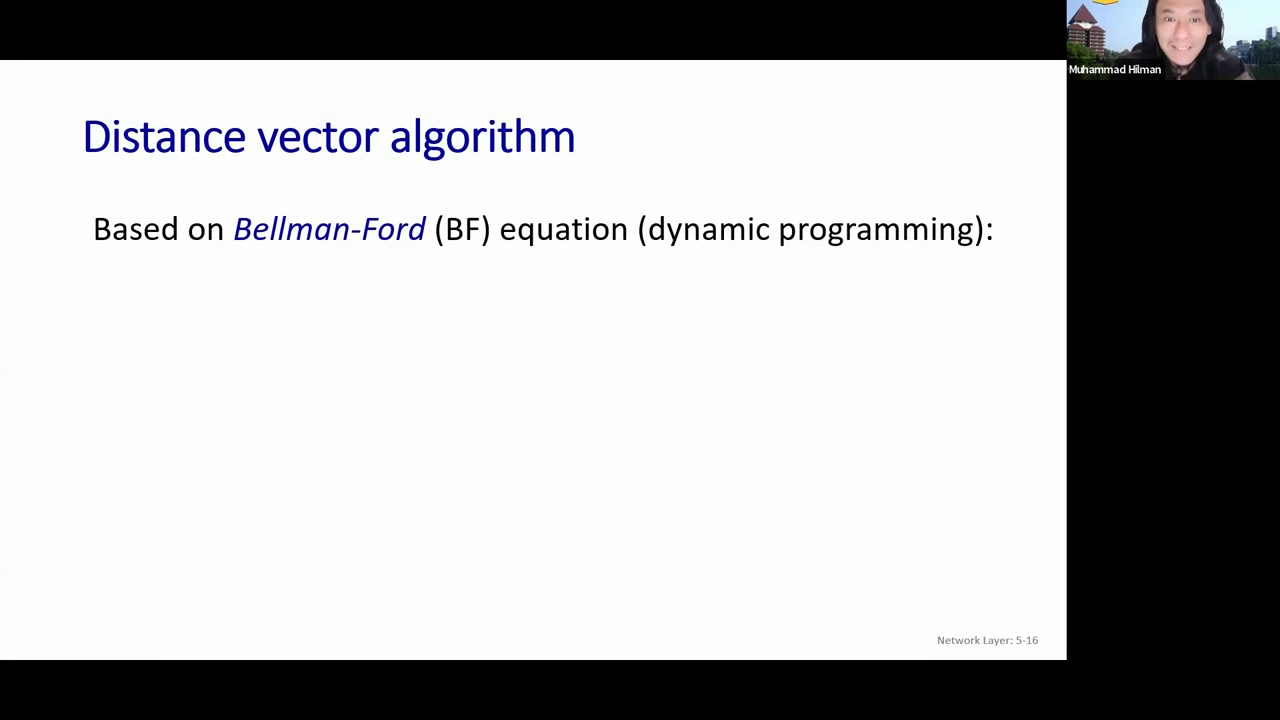 Muhammad Hilman
Distance vector algorithm
Based on Bellman-Ford (BF) equation (dynamic programming):
Network Layer: 5-16